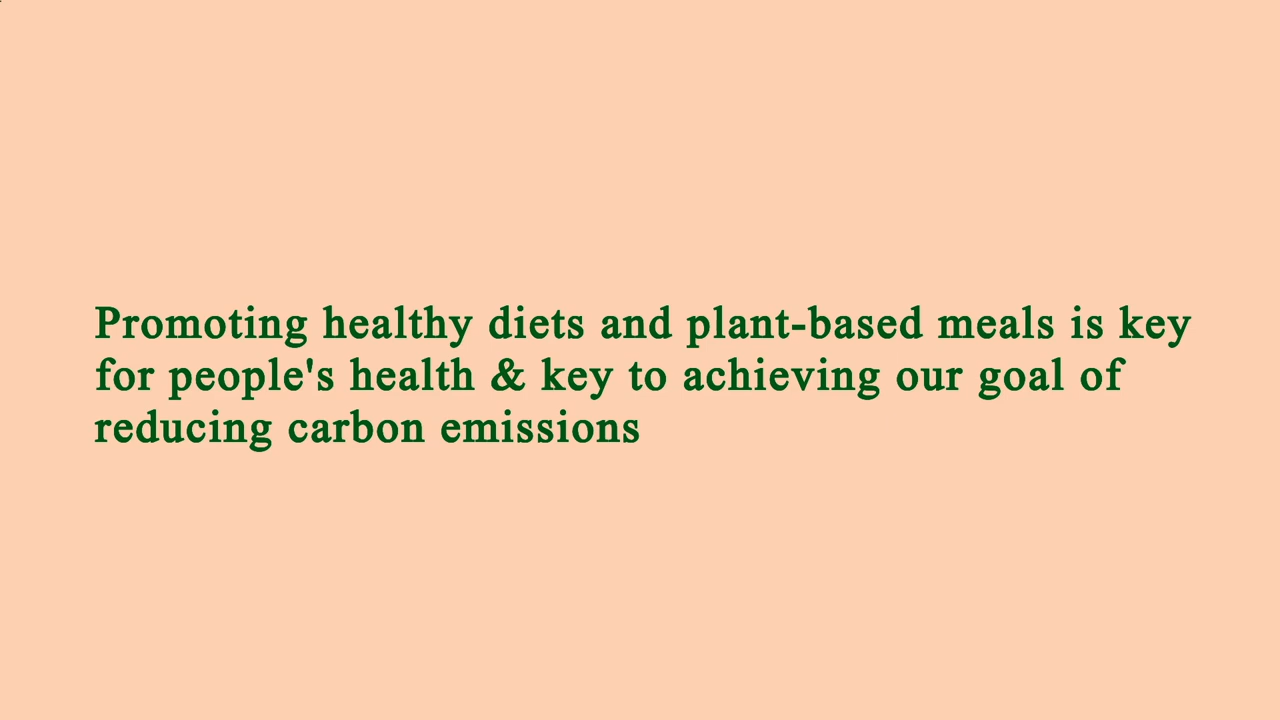 Promoting healthy diets and plant-based meals is key
for people's health & key to achieving our goal of
reducing carbon emissions